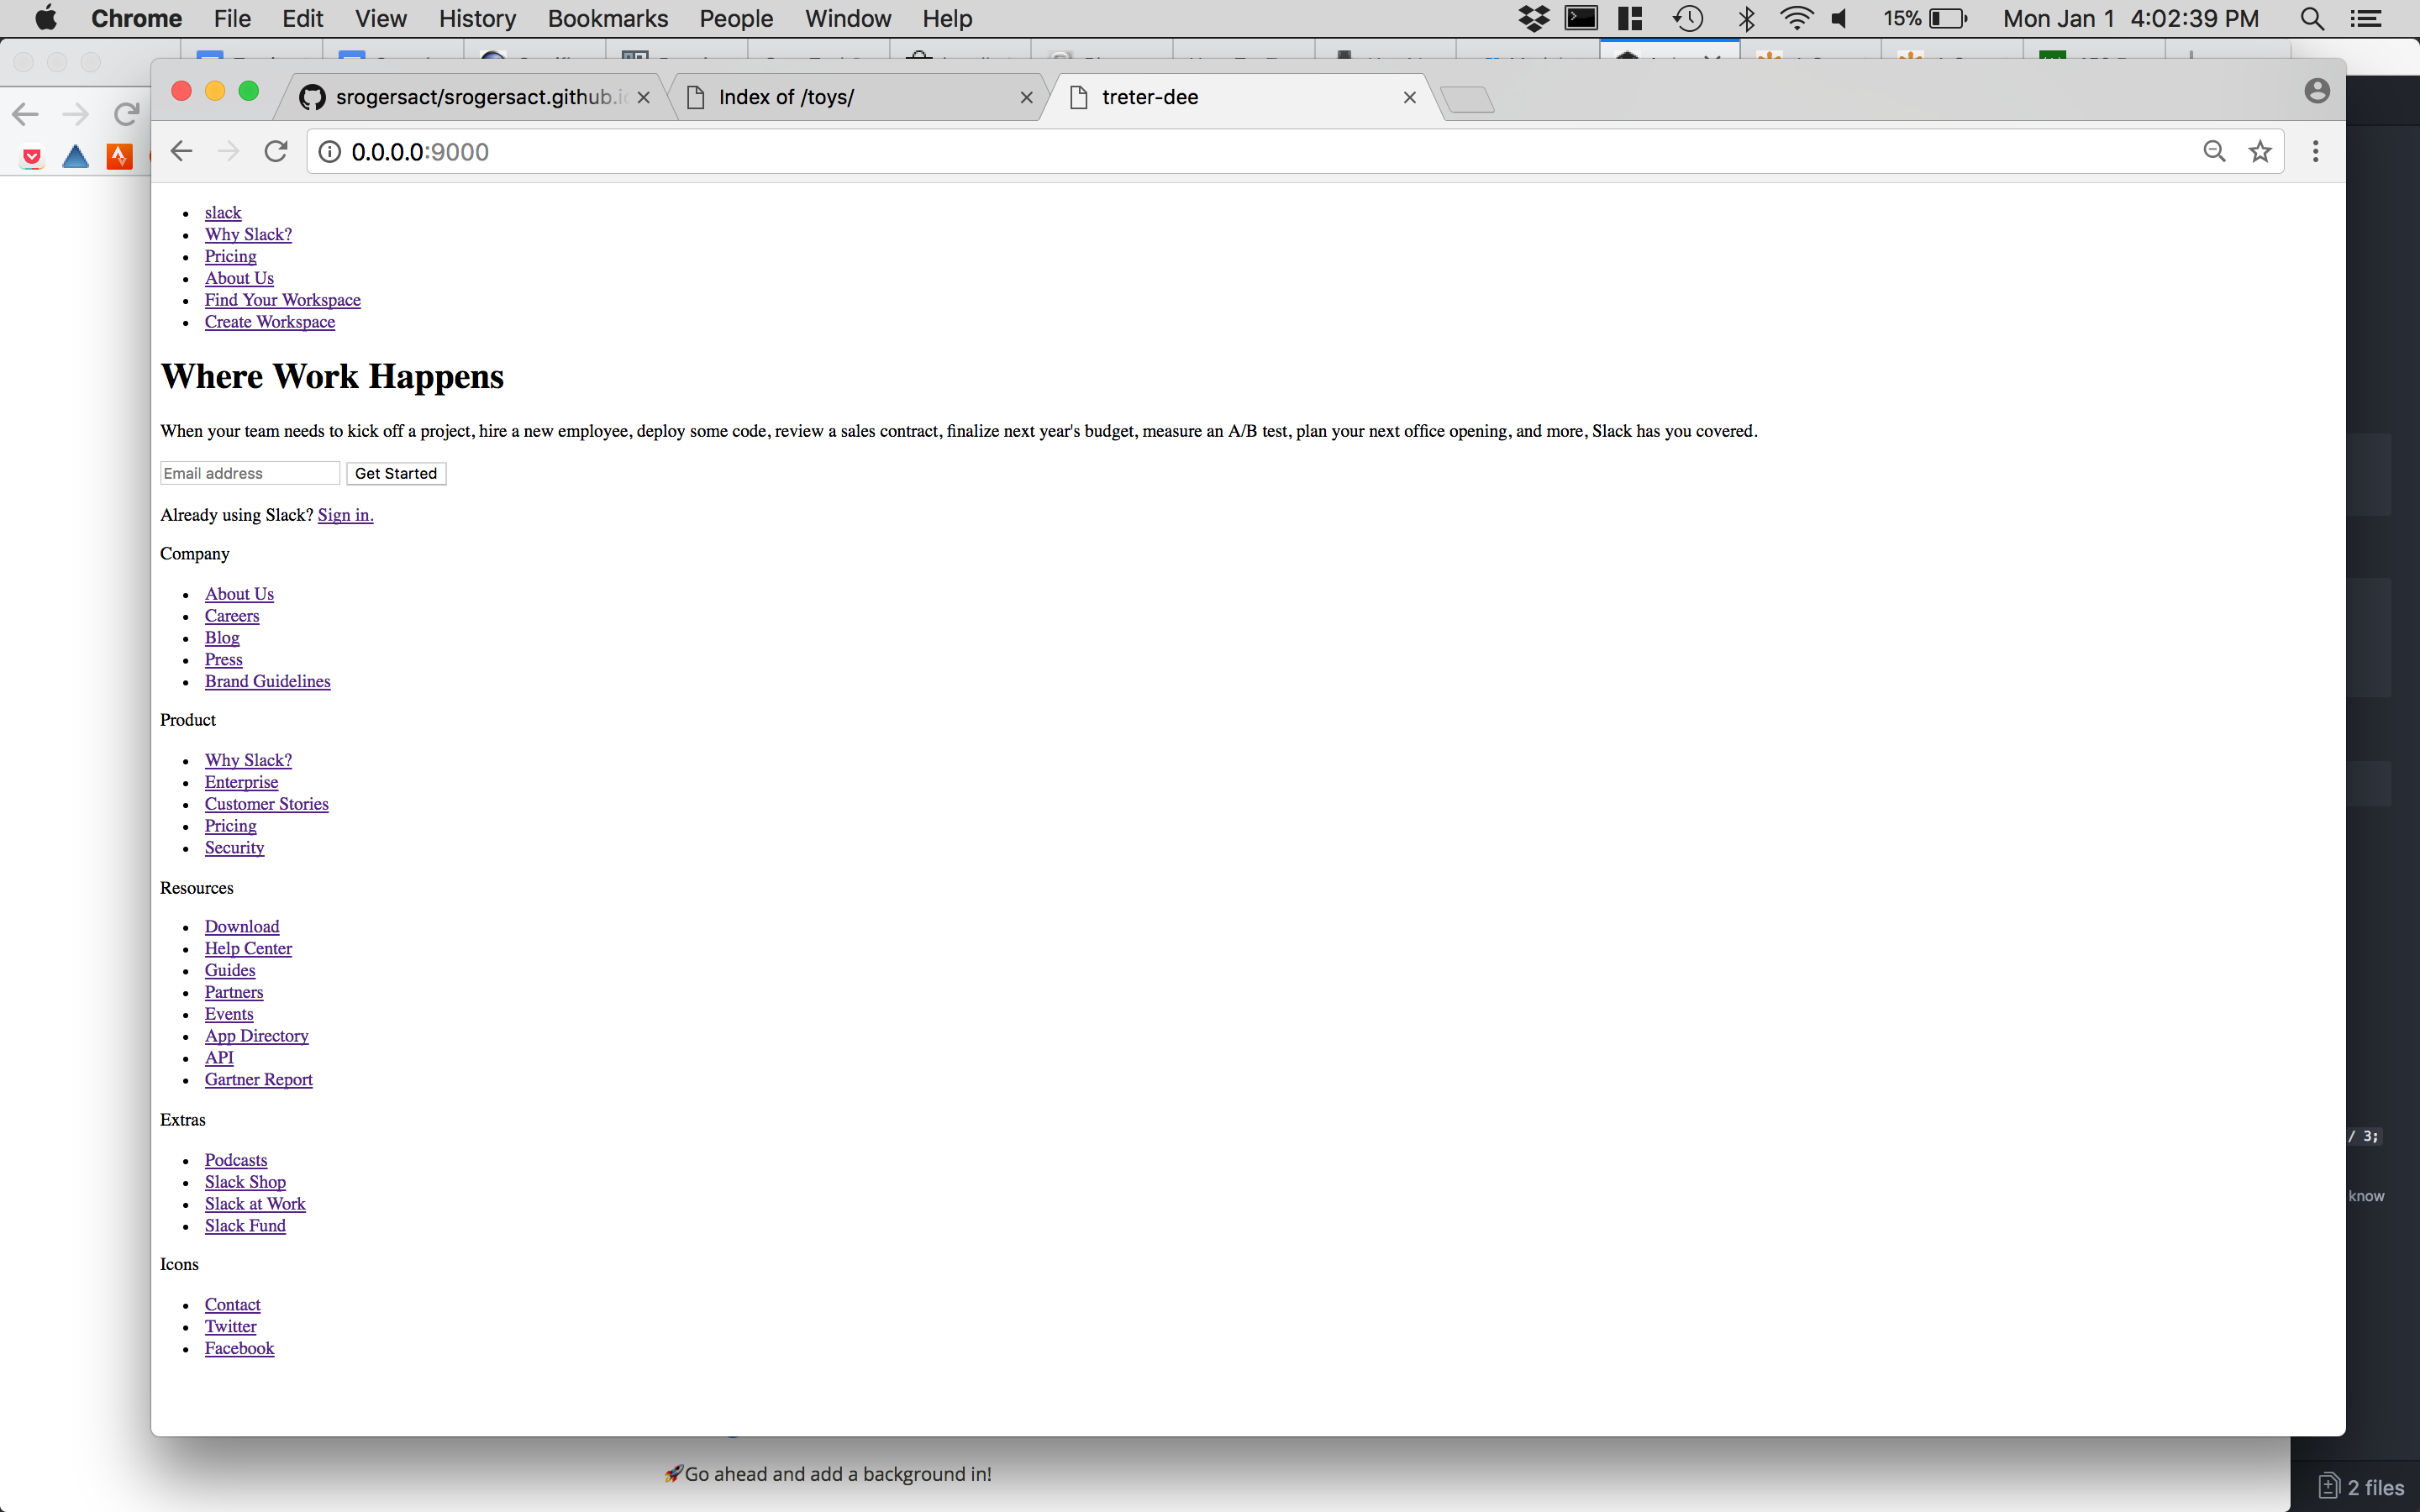 Chrome File Edit View History Bookmarks People Window Help 15% Mon Jan 1 4:02:39 PM
srogersact/srogersact.github.i
Index of /toys/
treter-dee
0.0.0.0:9000
slack
Why Slack?
Pricing
About Us
Find Your Workspace
Create Workspace
Where Work Happens
When your team needs to kick off a project, hire a new employee, deploy some code, review a sales contract, finalize next year's budget, measure an A/B test, plan your next office opening, and more, Slack has you covered.
Email address Get Started
Already using Slack? Sign in.
Company
About Us
Careers
Blog
Press
Brand Guidelines
Product
Why Slack?
Enterprise
Customer Stories
Pricing
Security
Resources
Download
Help Center
Guides
Partners
Events
App Directory
API
Gartner Report
Extras
Podcasts
Slack Shop
Slack at Work
Slack Fund
Icons
Contact
Twitter
Facebook
/ 3;
know
🚀Go ahead and add a background in!
2 files